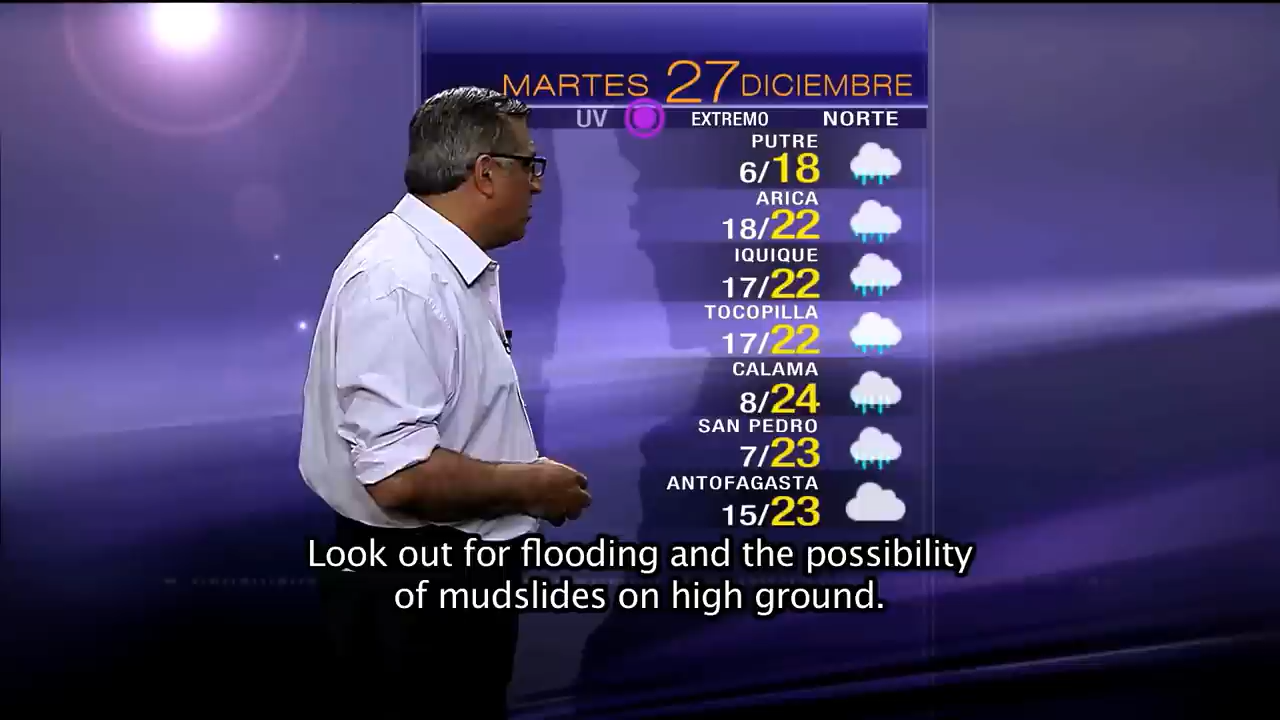 MARTES 27 DICIEMBRE
UV EXTREMO NORTE
PUTRE
6/18
ARICA
18/22
IQUIQUE
17/22
TOCOPILLA
17/22
CALAMA
8/24
SAN PEDRO
7/23
ANTOFAGASTA
15/23
Look out for flooding and the possibility
of mudslides on high ground.